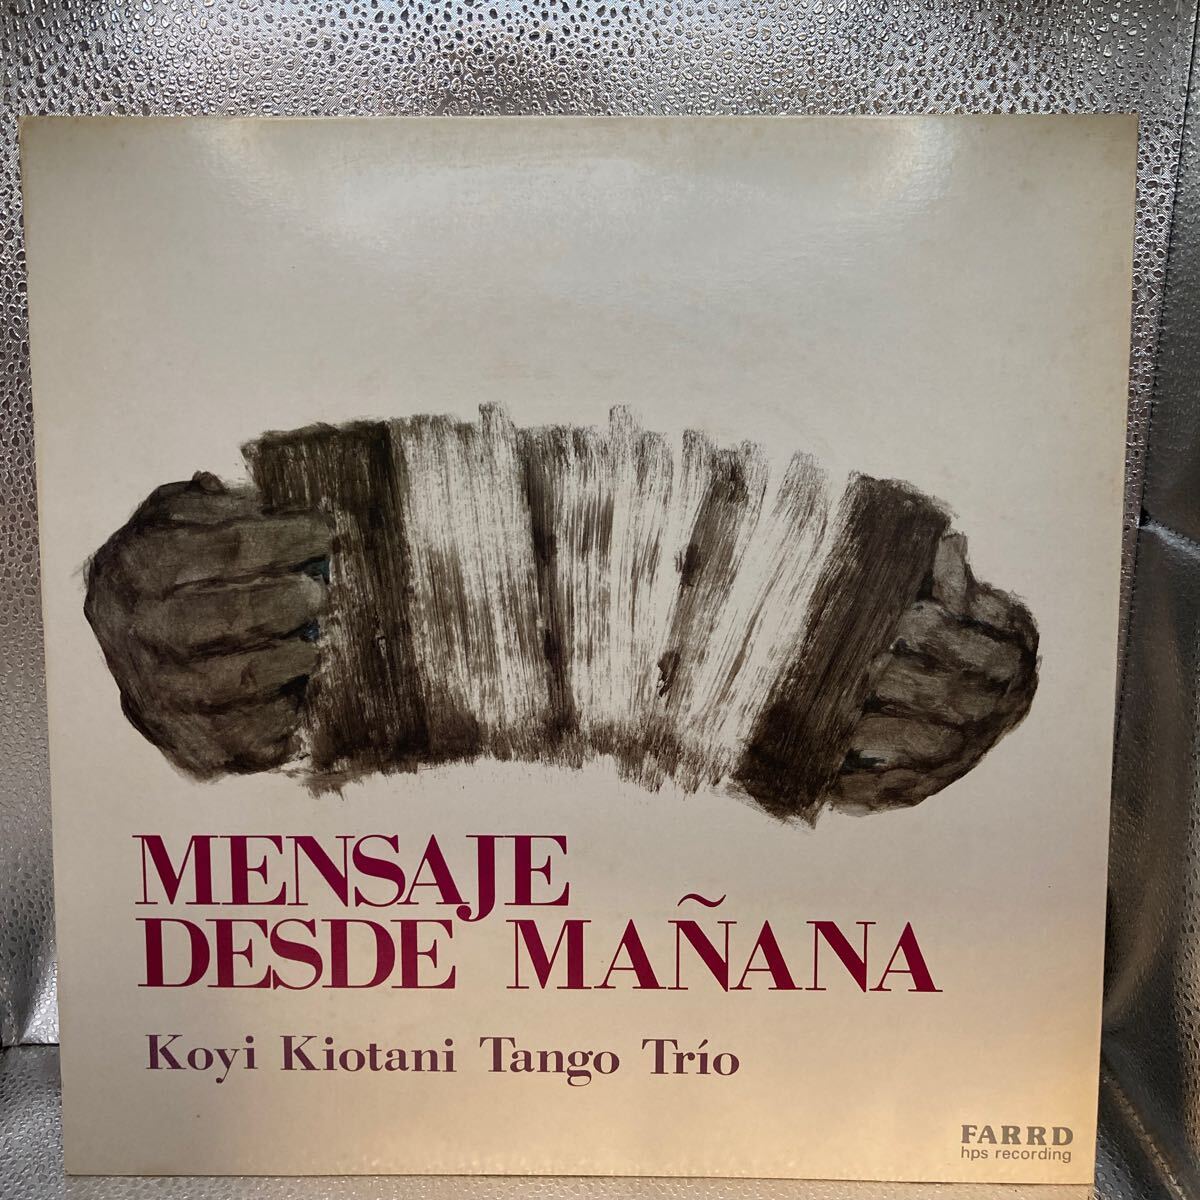 MENSAJE
DESDE MAÑANA
Koyi Kiotani Tango Trío
FARRD
hps recording